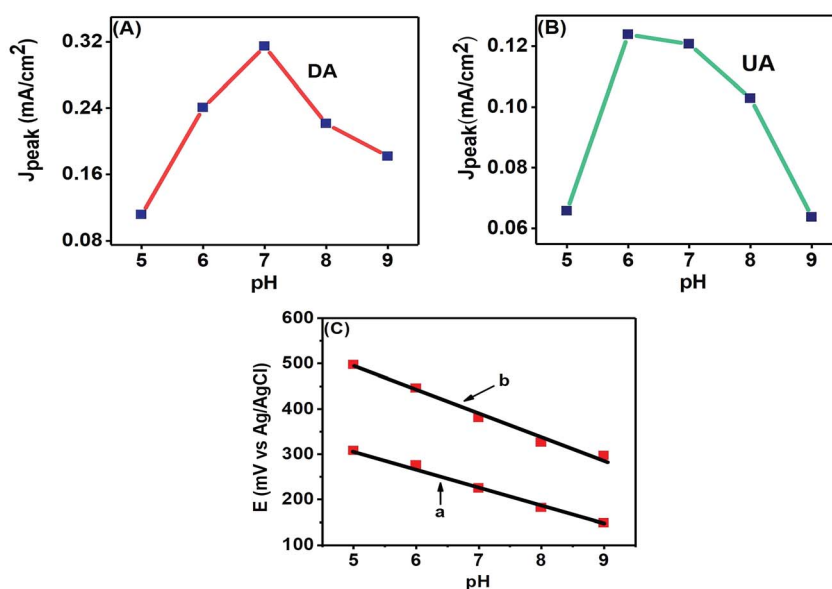 (A)
DA
0.32
0.24
0.16
0.08
Jpeak (mA/cm²)
5 6 7 8 9
pH
(B)
UA
0.12
0.10
0.08
0.06
Jpeak(mA/cm²)
5 6 7 8 9
pH
(C)
600
500
400
300
200
100
E (mV vs Ag/AgCl)
b
a
5 6 7 8 9
pH